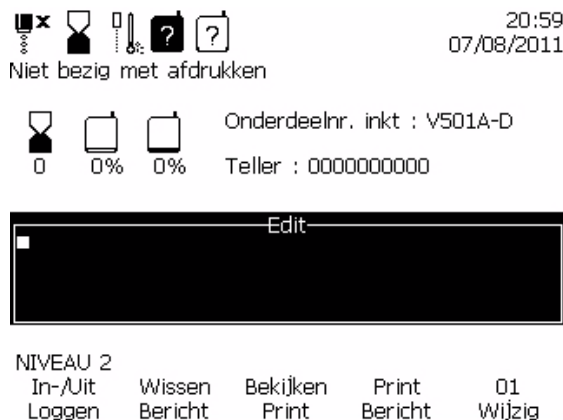 20:59
07/08/2011
Niet bezig met afdrukken
Onderdeelnr. inkt : V501A-D
0 0% 0% Teller : 0000000000
Edit
NIVEAU 2
In-/Uit Wissen Bekijken Print 01
Loggen Bericht Print Bericht Wijzig